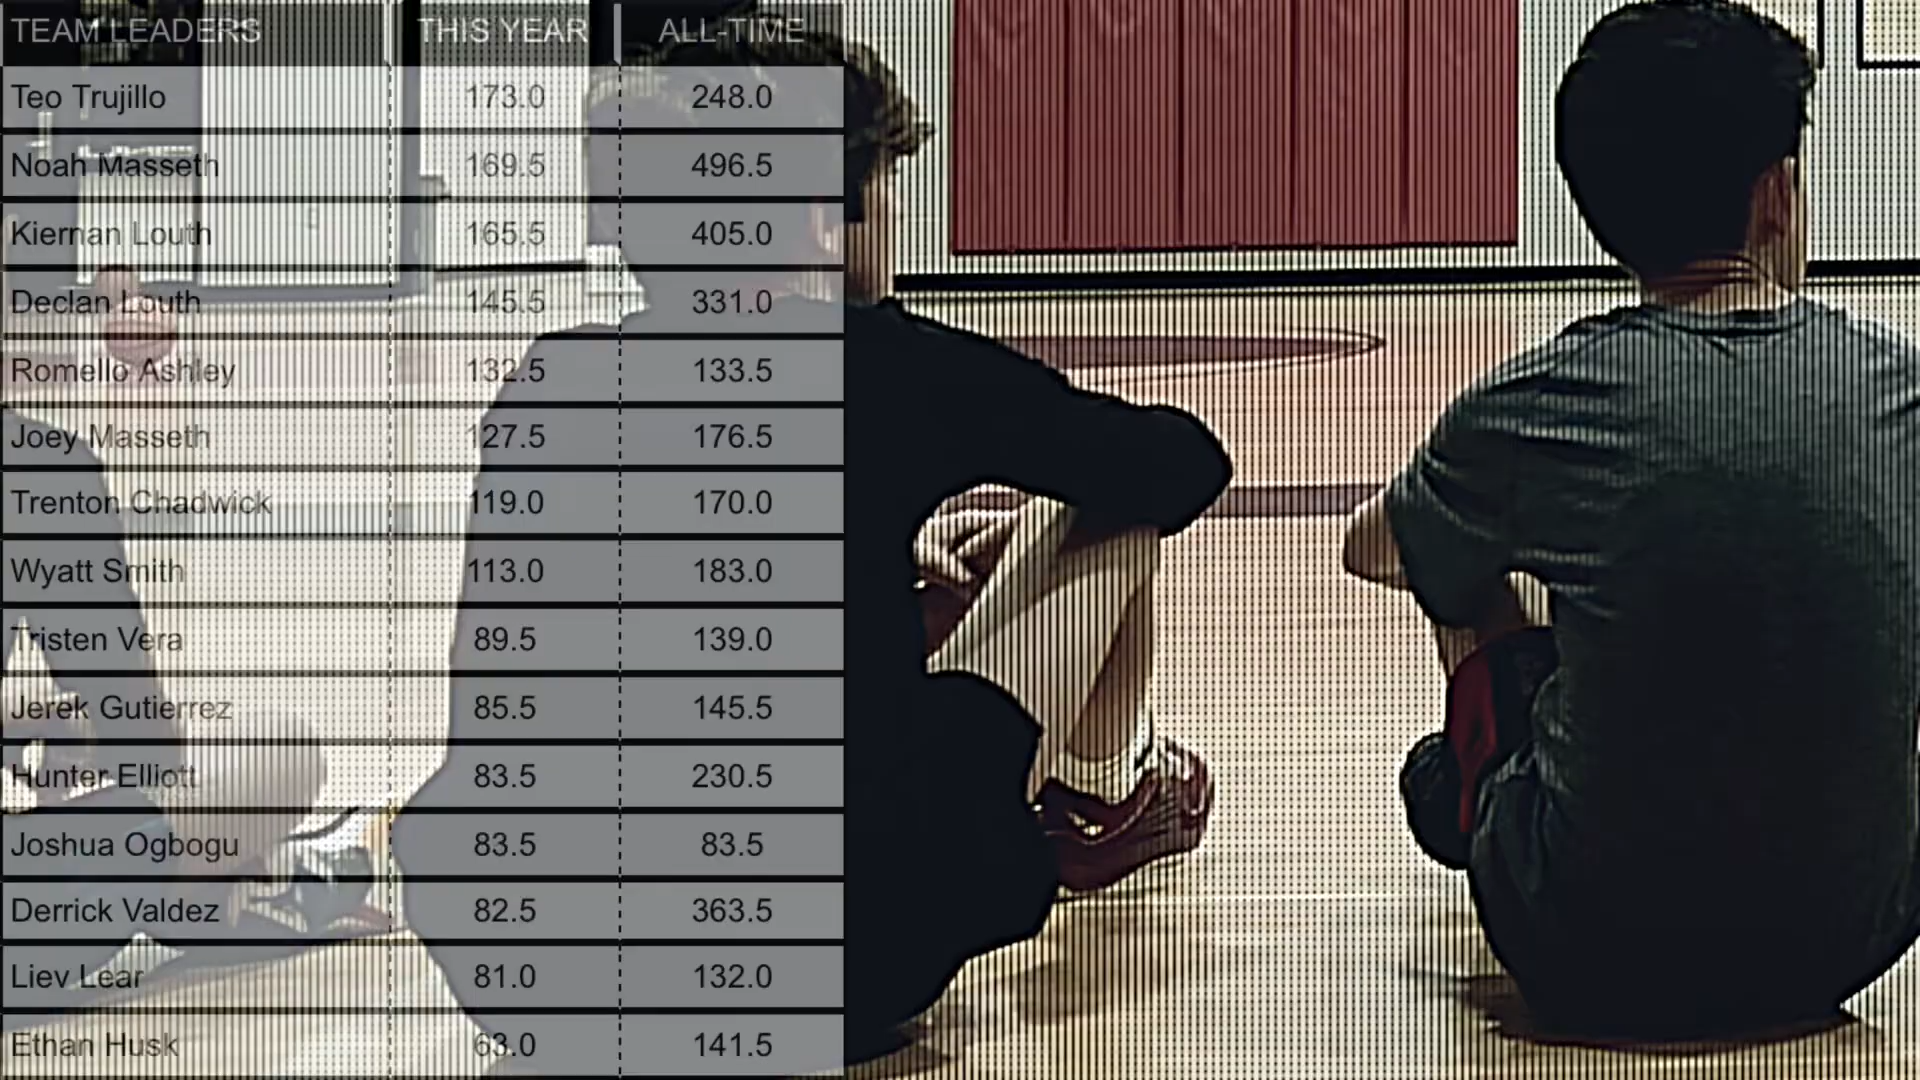 TEAM LEADERS THIS YEAR ALL-TIME
Teo Trujillo 173.0 248.0
Noah Masseth 169.5 496.5
Kiernan Louth 165.5 405.0
Declan Louth 145.5 331.0
Romello Ashley 132.5 133.5
Joey Masseth 127.5 176.5
Trenton Chadwick 119.0 170.0
Wyatt Smith 113.0 183.0
Tristen Vera 89.5 139.0
Jerek Gutierrez 85.5 145.5
Hunter Elliott 83.5 230.5
Joshua Ogbogu 83.5 83.5
Derrick Valdez 82.5 363.5
Liev Lear 81.0 132.0
Ethan Husk 63.0 141.5